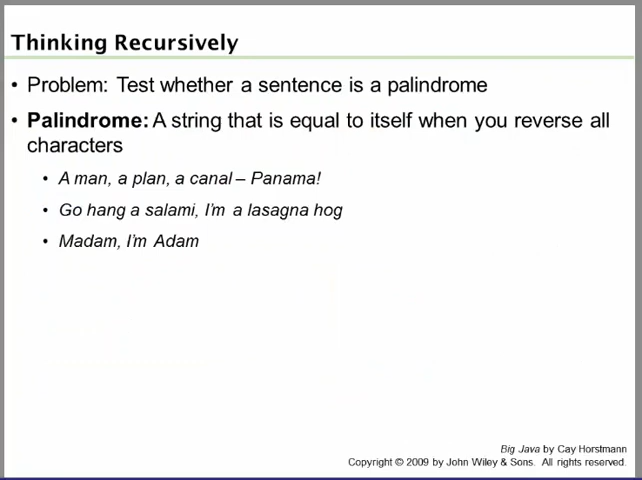 Thinking Recursively
• Problem: Test whether a sentence is a palindrome
• Palindrome: A string that is equal to itself when you reverse all
characters
• A man, a plan, a canal – Panama!
• Go hang a salami, I'm a lasagna hog
• Madam, I'm Adam
Big Java by Cay Horstmann
Copyright © 2009 by John Wiley & Sons. All rights reserved.